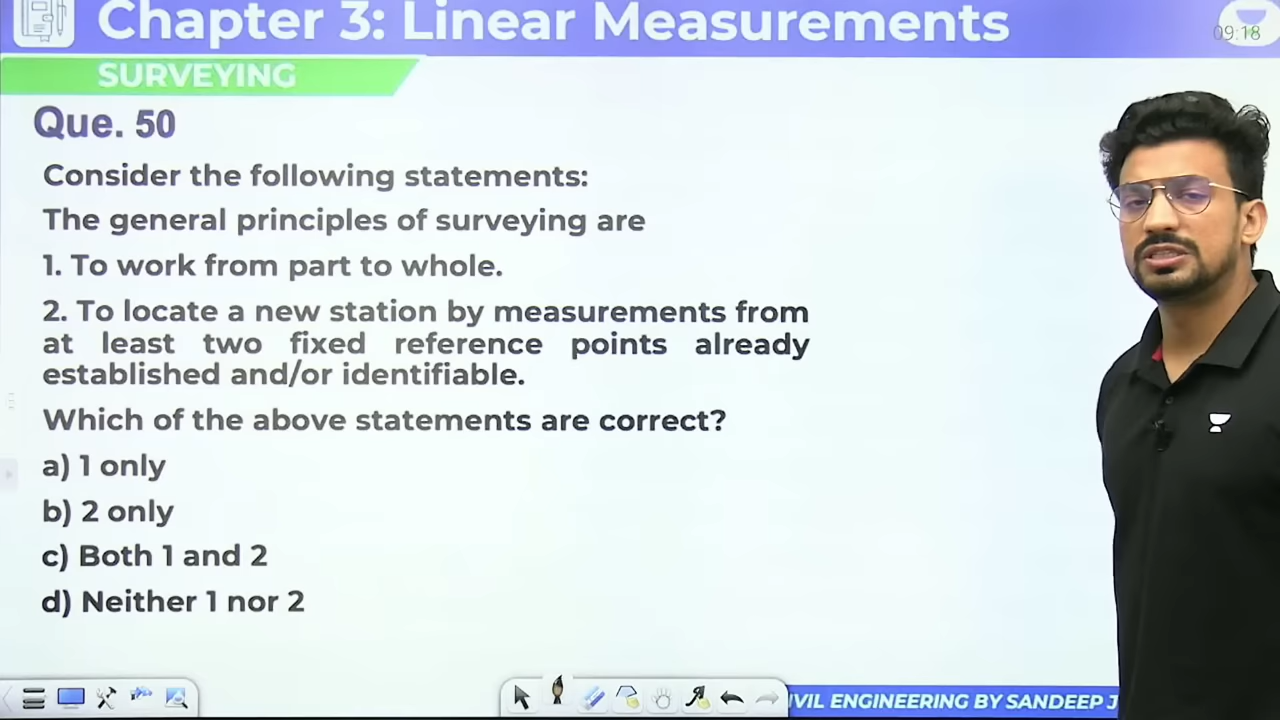 Chapter 3: Linear Measurements
09:18
SURVEYING
Que. 50
Consider the following statements:
The general principles of surveying are
1. To work from part to whole.
2. To locate a new station by measurements from
at least two fixed reference points already
established and/or identifiable.
Which of the above statements are correct?
a) 1 only
b) 2 only
c) Both 1 and 2
d) Neither 1 nor 2
IVIL ENGINEERING BY SANDEEP J